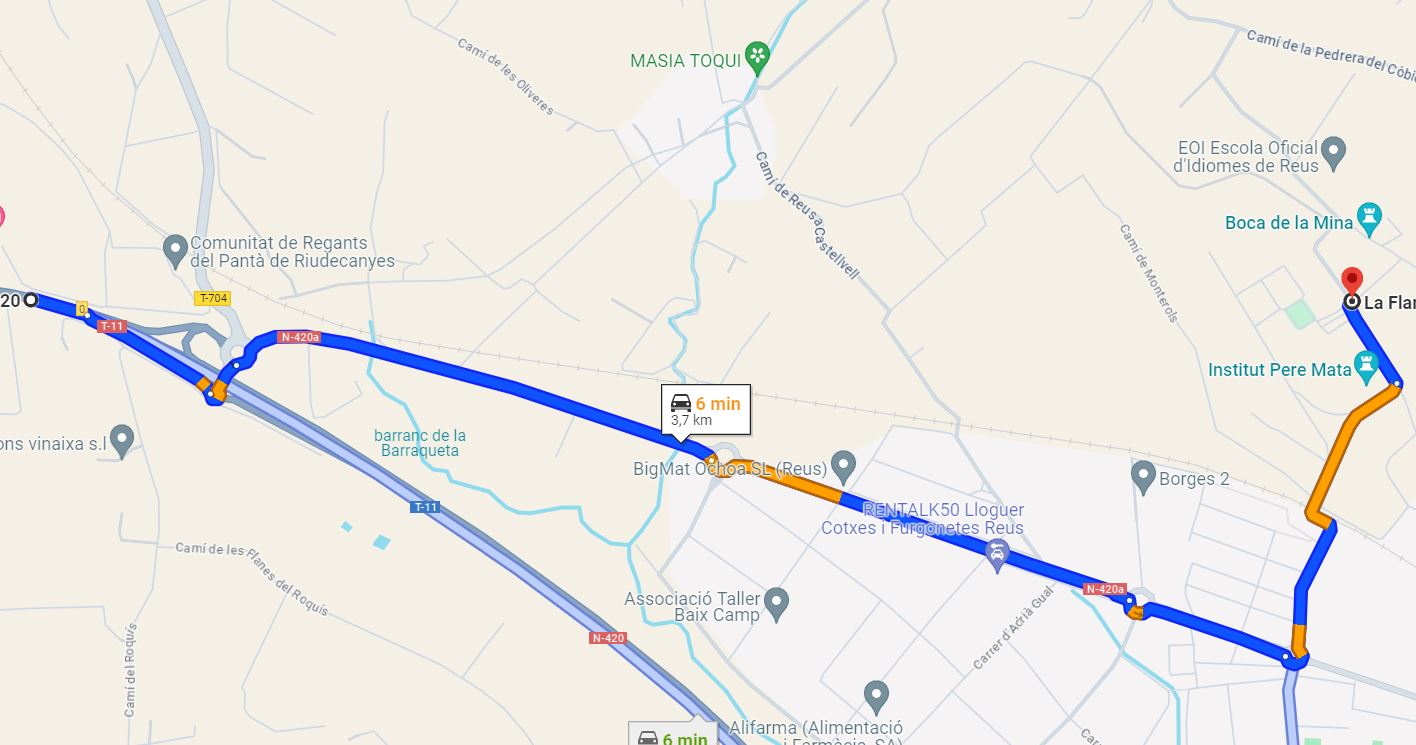 Camí de la Pedrera del Còbi
Camí de les Oliveres
MASIA TOQUI
EOI Escola Oficial
d'Idiomes de Reus
Camí de Reus a Castellvell
Boca de la Mina
Camí de Monterols
Comunitat de Regants
del Pantà de Riudecanyes
T-704
20
0
T-11
N-420a
La Flar
Institut Pere Mata
6 min
3,7 km
ons vinaixa s.l
barranc de la
Barraqueta
BigMat Ochoa SL (Reus)
Borges 2
T-11
RENTALK50 Lloguer
Cotxes i Furgonetes Reus
Camí de les Flanes del Roquís
N-420a
Associació Taller
Baix Camp
Carrer d'Adrià Gual
N-420
Camí del Roquís
Alifarma (Alimentació
i Farmàcia, SA)
6 min
Ca